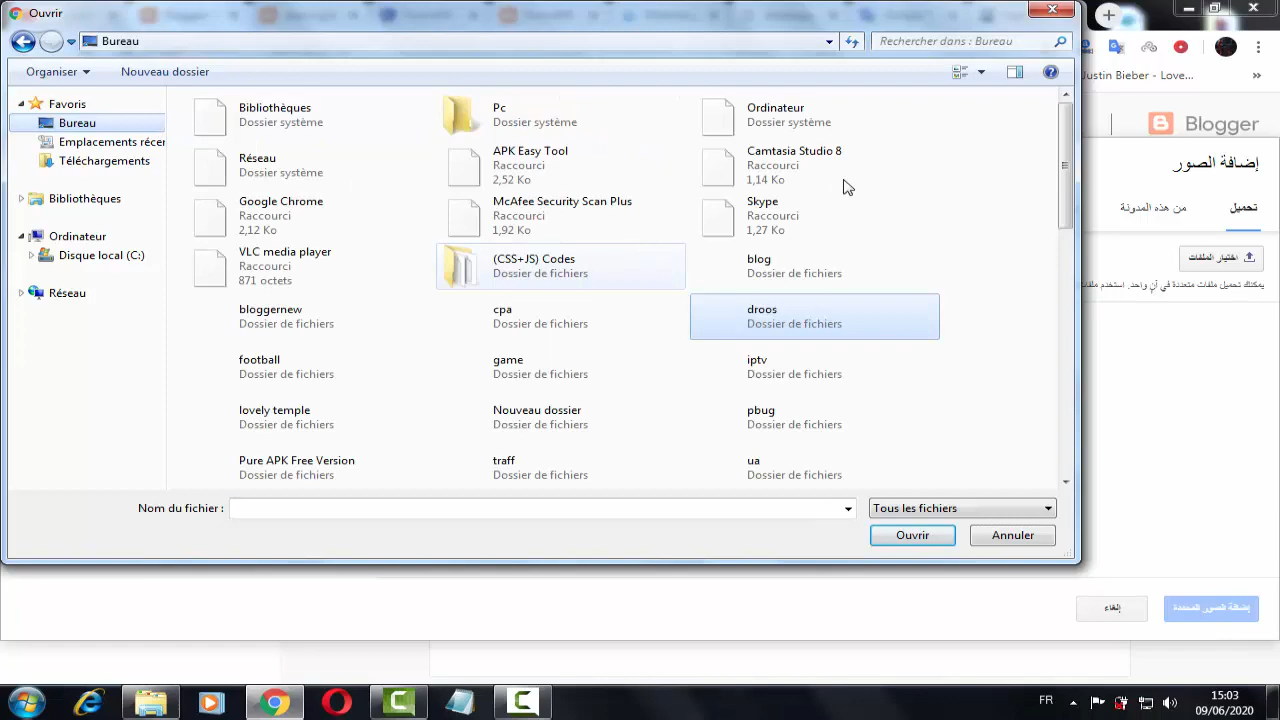 Ouvrir
Bureau
Rechercher dans : Bureau
Organiser
Nouveau dossier
Favoris
Bureau
Emplacements récer
Téléchargements
Bibliothèques
Ordinateur
Disque local (C:)
Réseau
Bibliothèques
Dossier système
Pc
Dossier système
Ordinateur
Dossier système
Réseau
Dossier système
APK Easy Tool
Raccourci
2,52 Ko
Camtasia Studio 8
Raccourci
1,14 Ko
Google Chrome
Raccourci
2,12 Ko
McAfee Security Scan Plus
Raccourci
1,92 Ko
Skype
Raccourci
1,27 Ko
VLC media player
Raccourci
871 octets
(CSS+JS) Codes
Dossier de fichiers
blog
Dossier de fichiers
bloggernew
Dossier de fichiers
cpa
Dossier de fichiers
droos
Dossier de fichiers
football
Dossier de fichiers
game
Dossier de fichiers
iptv
Dossier de fichiers
lovely temple
Dossier de fichiers
Nouveau dossier
Dossier de fichiers
pbug
Dossier de fichiers
Pure APK Free Version
Dossier de fichiers
traff
Dossier de fichiers
ua
Dossier de fichiers
Nom du fichier :
Tous les fichiers
Ouvrir
Annuler
Justin Bieber - Love...
Blogger
إضافة الصور
تحميل
من هذه المدونة
اختيار الملفات
يمكنك تحميل ملفات متعددة في آنٍ واحد. استخدم ملفات
إضافة الصور المحددة
إلغاء
FR
15:03
09/06/2020